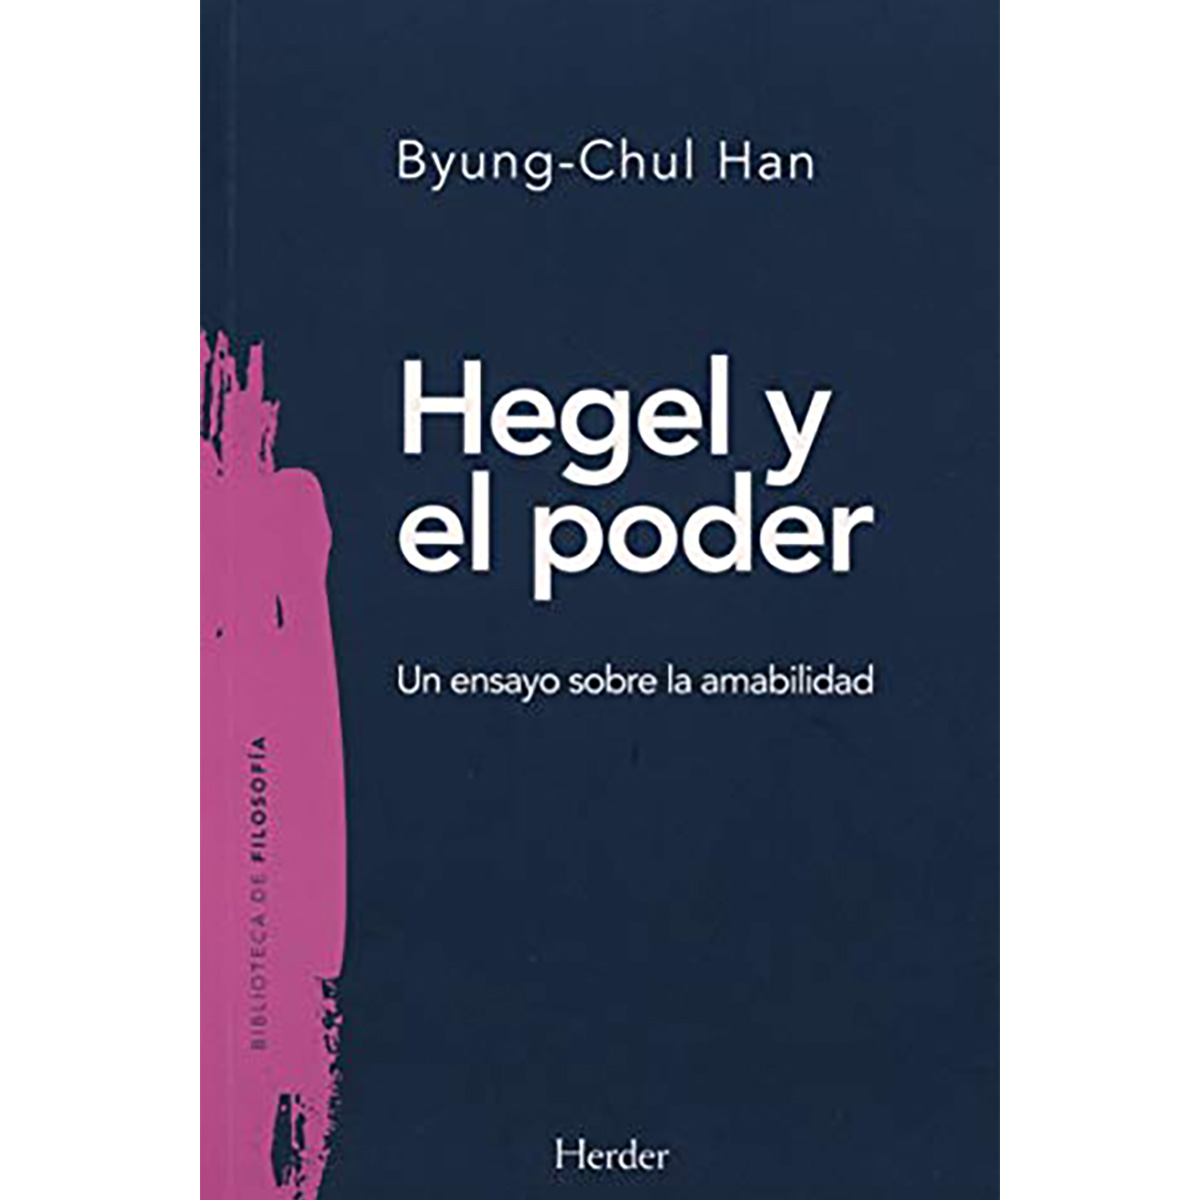 Byung-Chul Han
Hegel y
el poder
Un ensayo sobre la amabilidad
BIBLIOTECA DE FILOSOFÍA
Herder